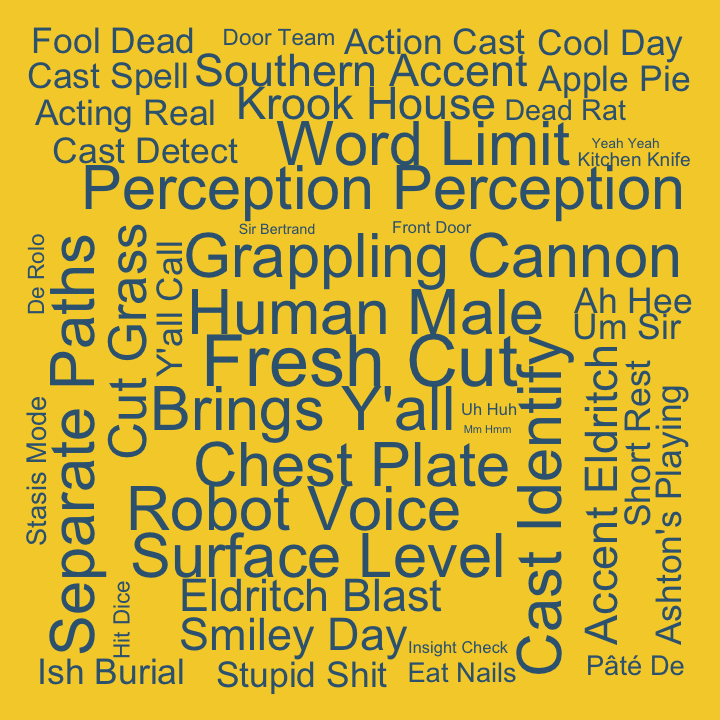 Fool Dead
Door Team
Action Cast
Cool Day
Cast Spell
Southern Accent
Apple Pie
Acting Real
Krook House
Dead Rat
Cast Detect
Word Limit
Yeah Yeah
Kitchen Knife
Perception Perception
De Rolo
Separate Paths
Cut Grass
Y'all Call
Sir Bertrand
Front Door
Grappling Cannon
Human Male
Ah Hee
Um Sir
Fresh Cut
Brings Y'all
Uh Huh
Mm Hmm
Cast Identify
Accent Eldritch
Short Rest
Ashton's Playing
Stasis Mode
Chest Plate
Robot Voice
Surface Level
Hit Dice
Eldritch Blast
Smiley Day
Insight Check
Ish Burial
Stupid Shit
Eat Nails
Pâté De